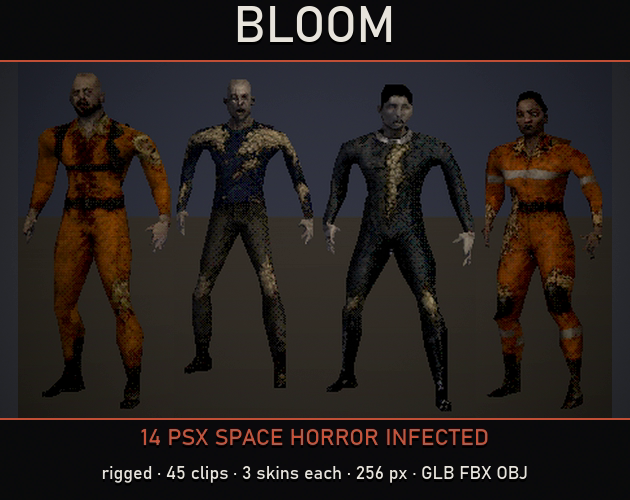 BLOOM
14 PSX SPACE HORROR INFECTED
rigged · 45 clips · 3 skins each · 256 px · GLB FBX OBJ